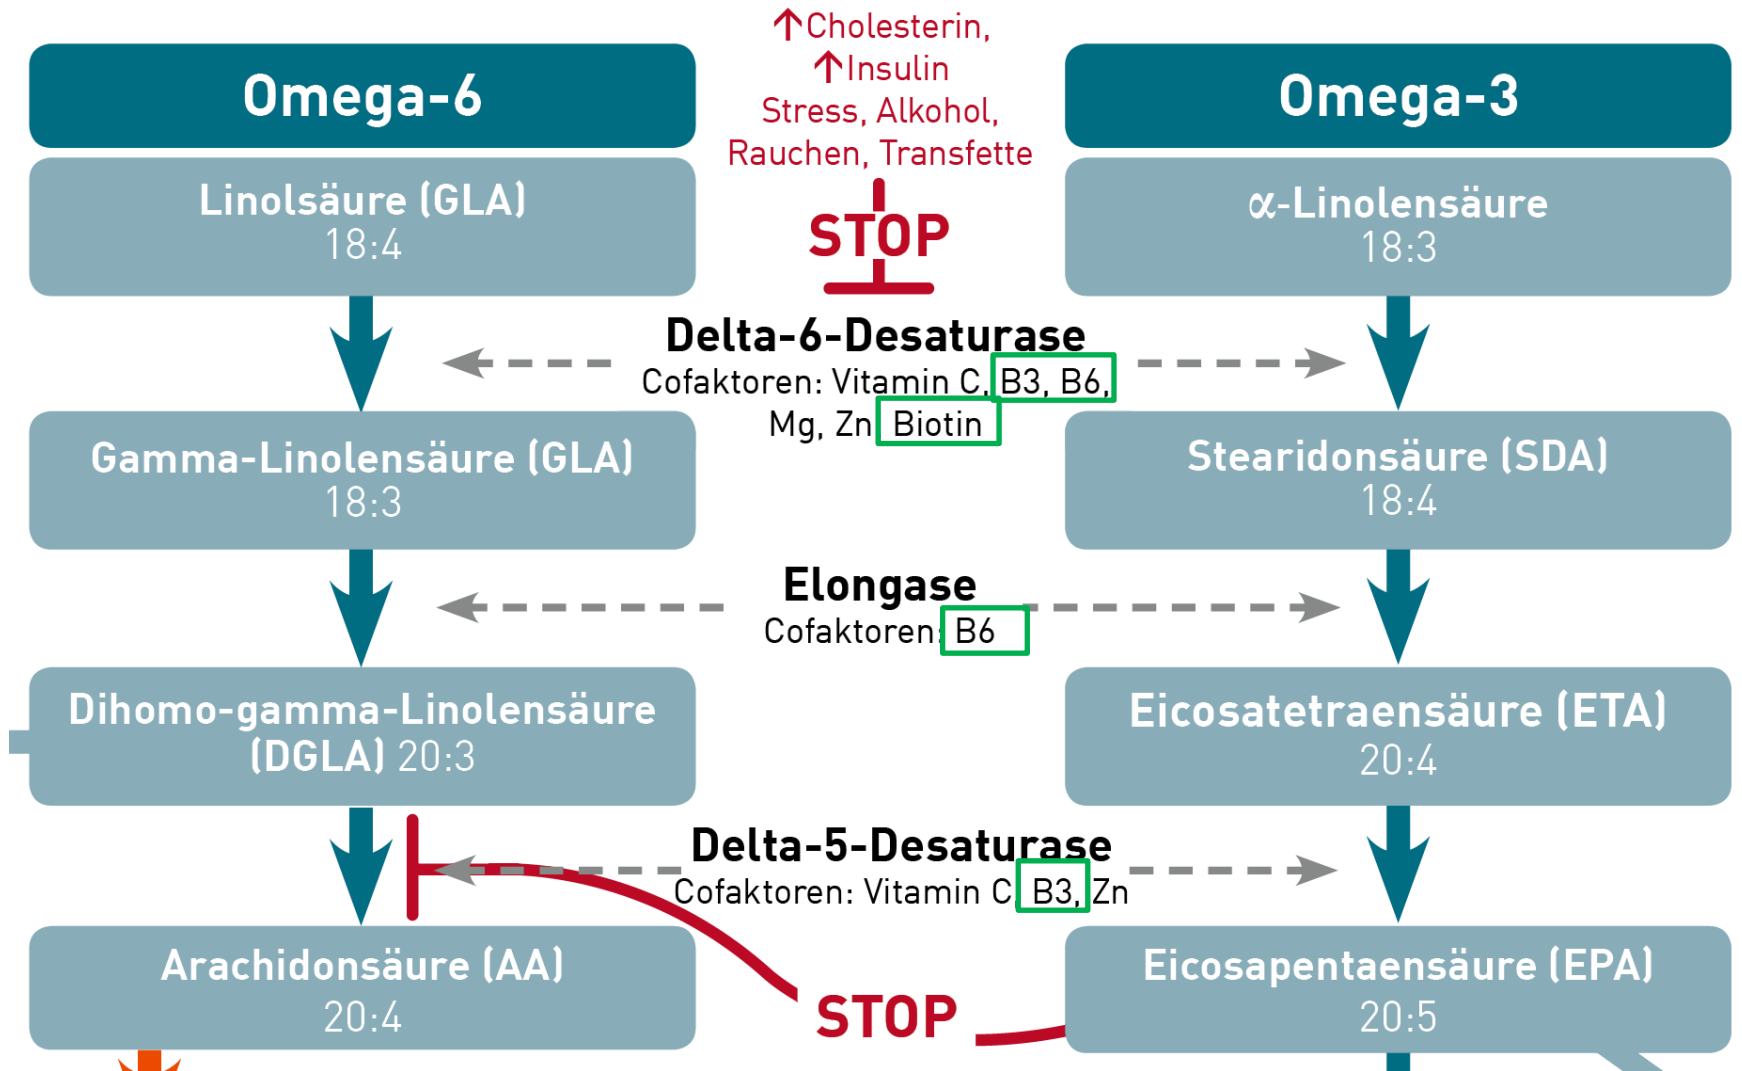 ↑Cholesterin,
↑Insulin
Stress, Alkohol,
Rauchen, Transfette
STOP
Omega-6
Omega-3
Linolsäure (GLA)
18:4
α-Linolensäure
18:3
Delta-6-Desaturase
Cofaktoren: Vitamin C, B3, B6,
Mg, Zn Biotin
Gamma-Linolensäure (GLA)
18:3
Stearidonsäure (SDA)
18:4
Elongase
Cofaktoren: B6
Dihomo-gamma-Linolensäure
(DGLA) 20:3
Eicosatetraensäure (ETA)
20:4
Delta-5-Desaturase
Cofaktoren: Vitamin C, B3, Zn
Arachidonsäure (AA)
20:4
STOP
Eicosapentaensäure (EPA)
20:5